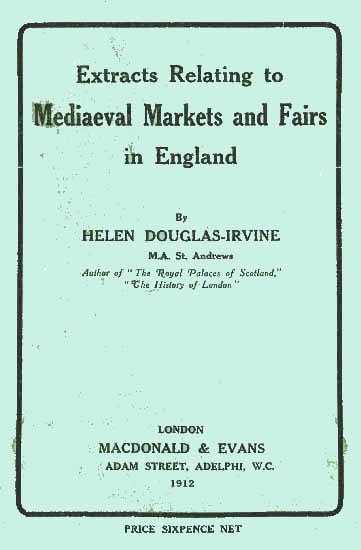 Extracts Relating to
Mediaeval Markets and Fairs
in England
By
HELEN DOUGLAS-IRVINE
M.A. St. Andrews
Author of "The Royal Palaces of Scotland,"
"The History of London"
LONDON
MACDONALD & EVANS
ADAM STREET, ADELPHI, W.C.
1912
PRICE SIXPENCE NET